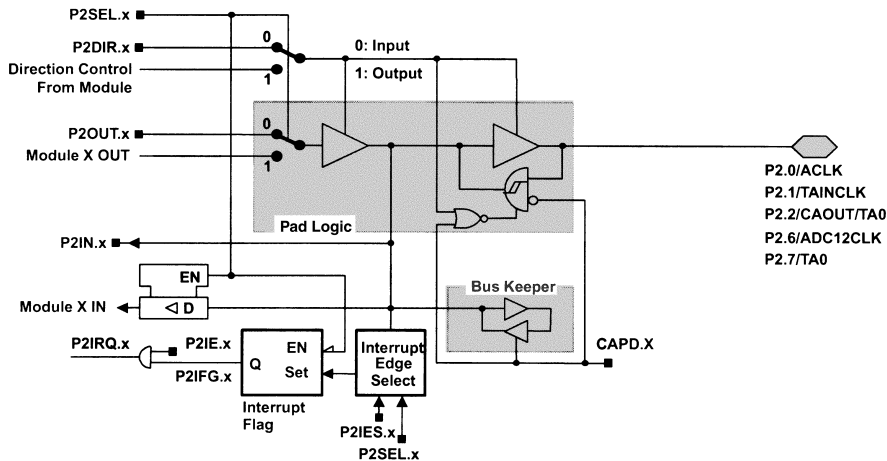 P2SEL.x
P2DIR.x
0
0: Input
Direction Control
From Module
1
1: Output
P2OUT.x
0
Module X OUT
1
P2.0/ACLK
P2.1/TAINCLK
P2.2/CAOUT/TA0
P2.6/ADC12CLK
P2.7/TA0
Pad Logic
P2IN.x
EN
Bus Keeper
Module X IN
D
P2IRQ.x
P2IE.x
P2IFG.x
Q
EN
Set
Interrupt
Edge
Select
CAPD.X
Interrupt
Flag
P2IES.x
P2SEL.x